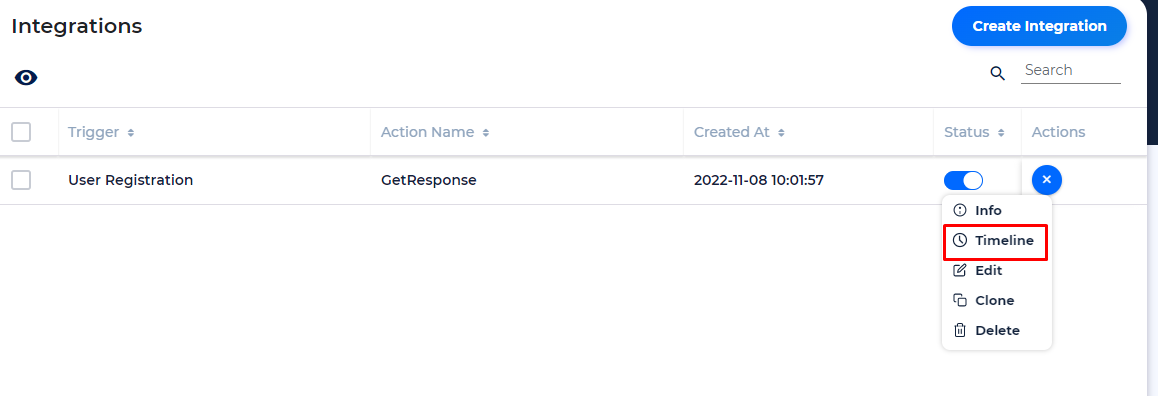 Integrations
Create Integration
Search
Trigger Action Name Created At Status Actions
User Registration GetResponse 2022-11-08 10:01:57
Info
Timeline
Edit
Clone
Delete